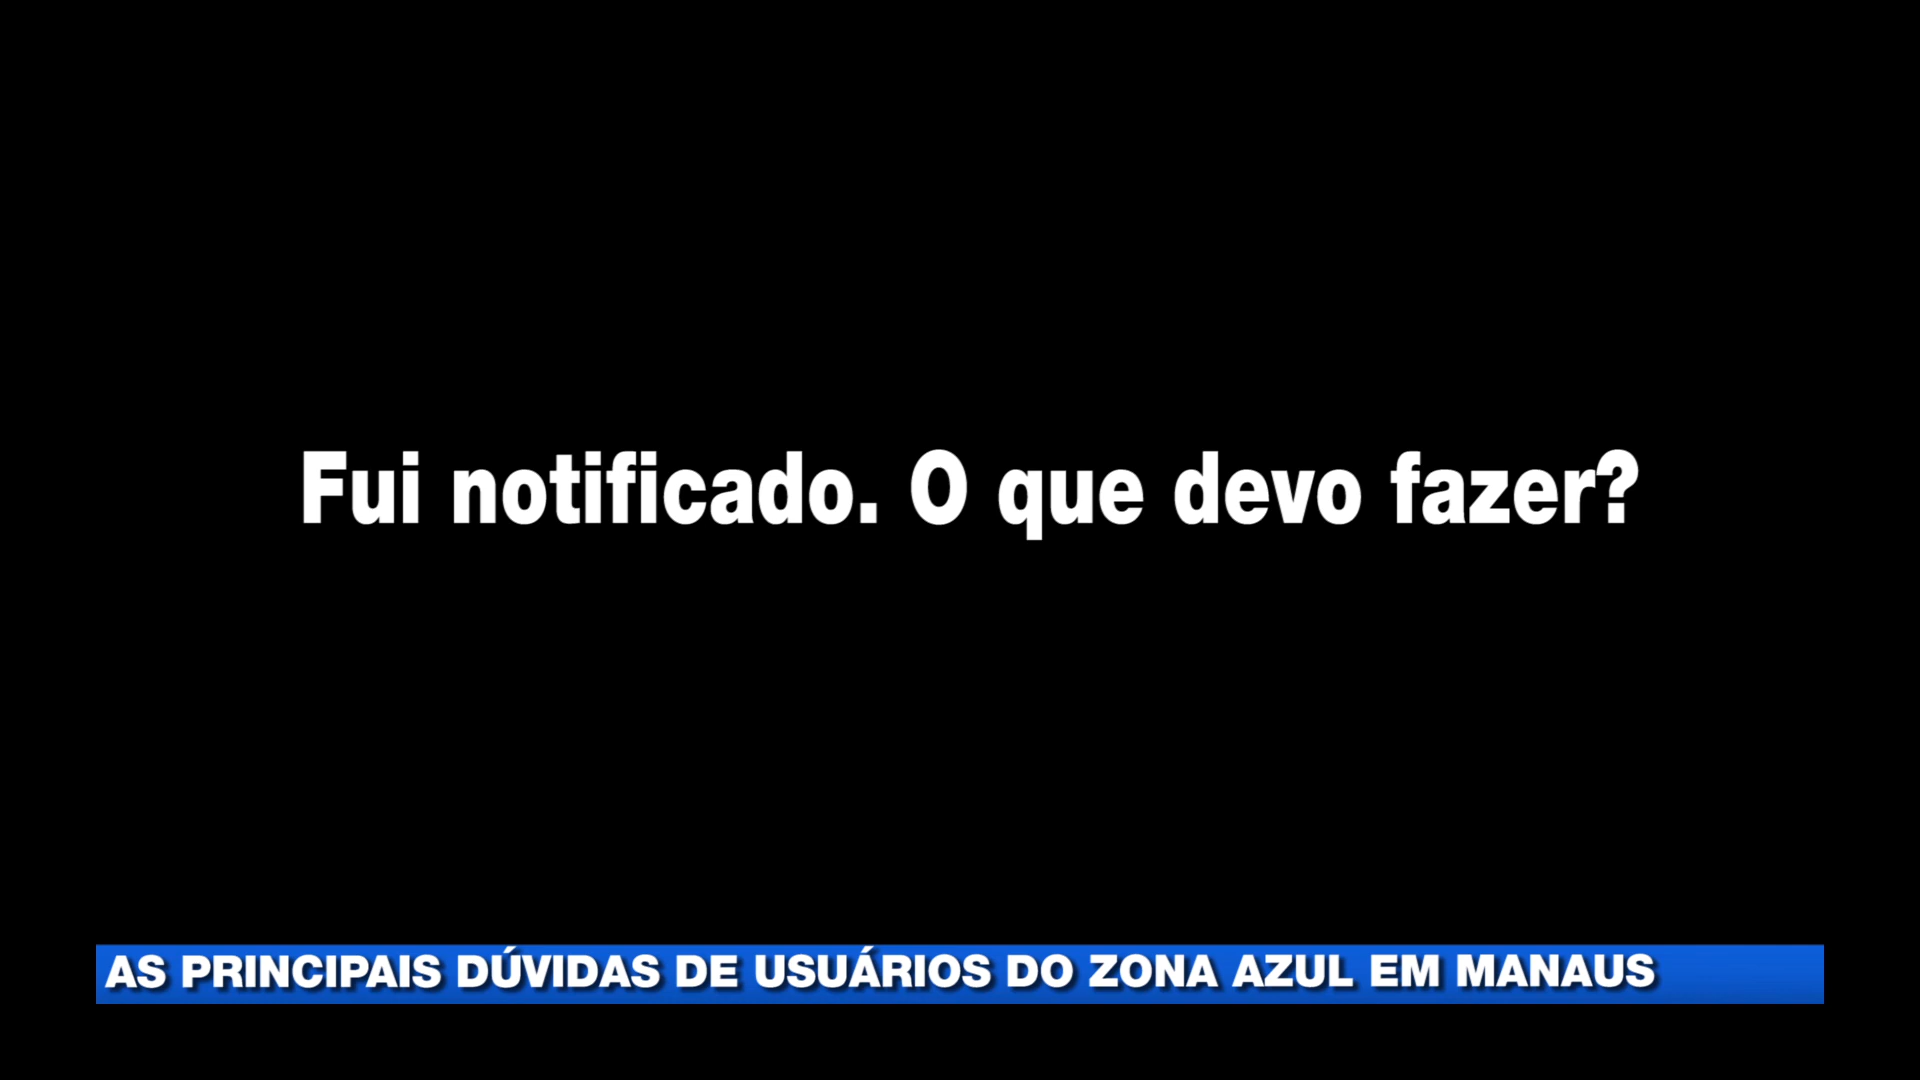 Fui notificado. O que devo fazer?
AS PRINCIPAIS DÚVIDAS DE USUÁRIOS DO ZONA AZUL EM MANAUS